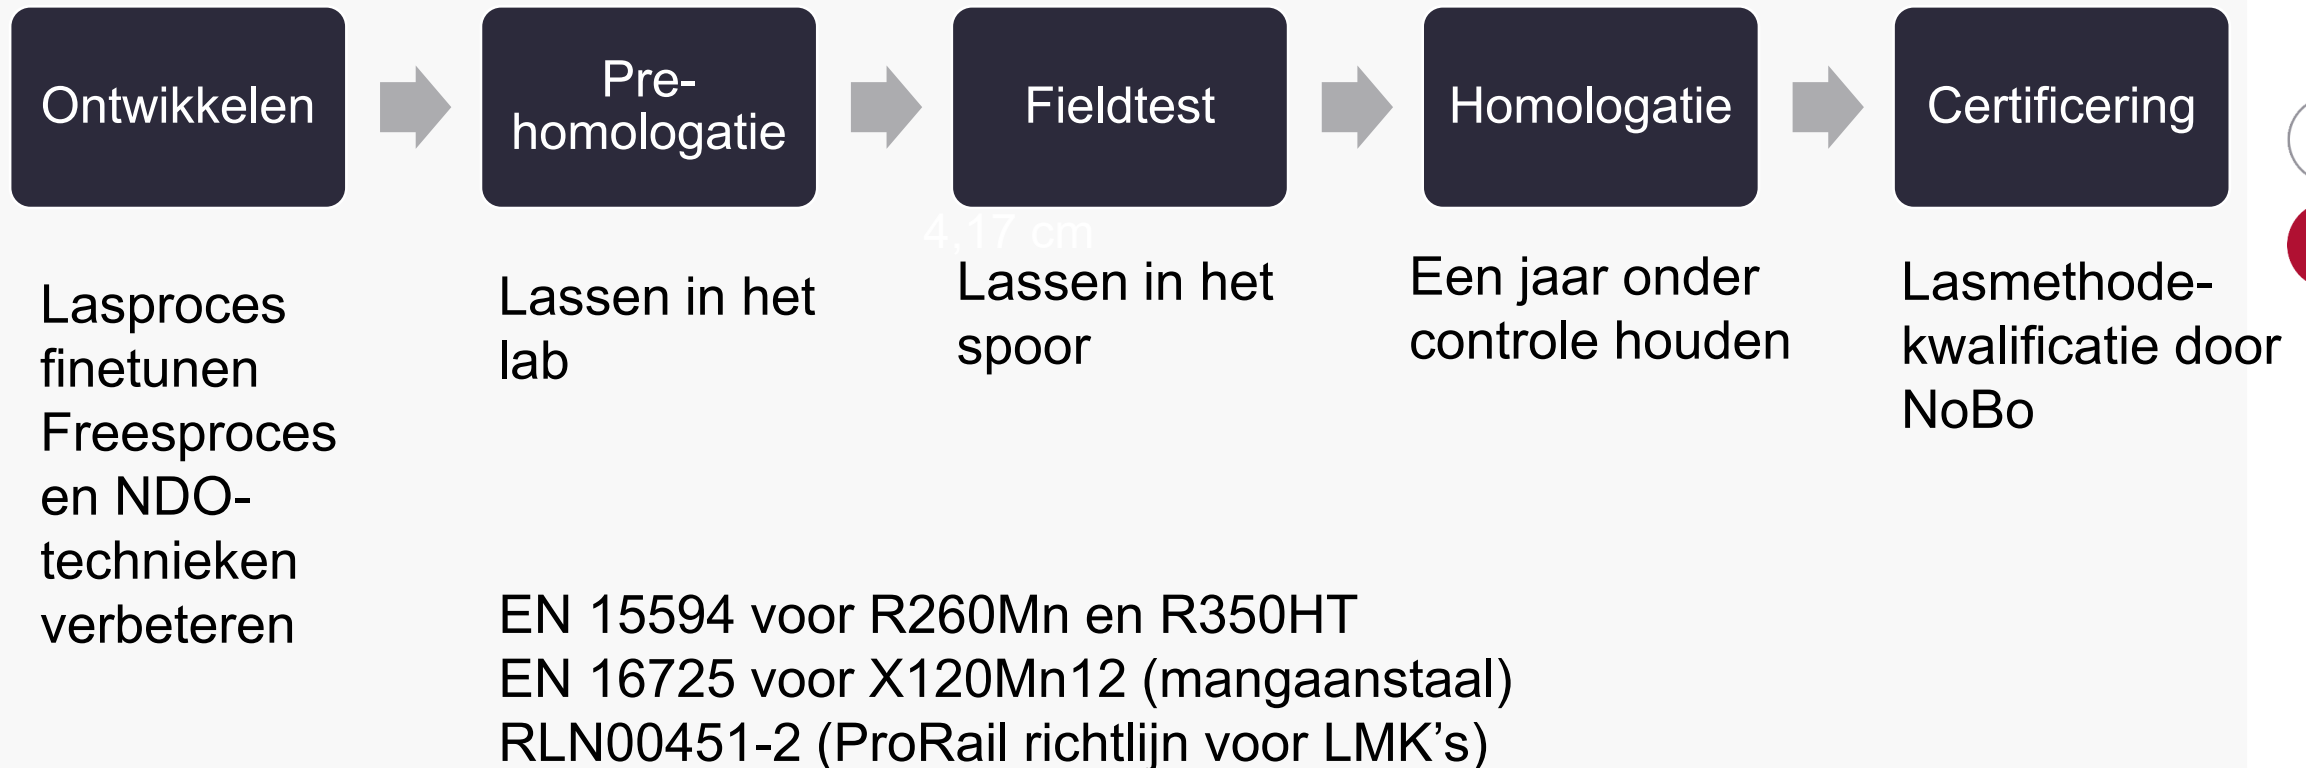 Ontwikkelen
Pre-
homologatie
Fieldtest
Homologatie
Certificering
4,17 cm
Lasproces
finetunen
Freesproces
en NDO-
technieken
verbeteren
Lassen in het
lab
Lassen in het
spoor
Een jaar onder
controle houden
Lasmethode-
kwalificatie door
NoBo
EN 15594 voor R260Mn en R350HT
EN 16725 voor X120Mn12 (mangaanstaal)
RLN00451-2 (ProRail richtlijn voor LMK’s)